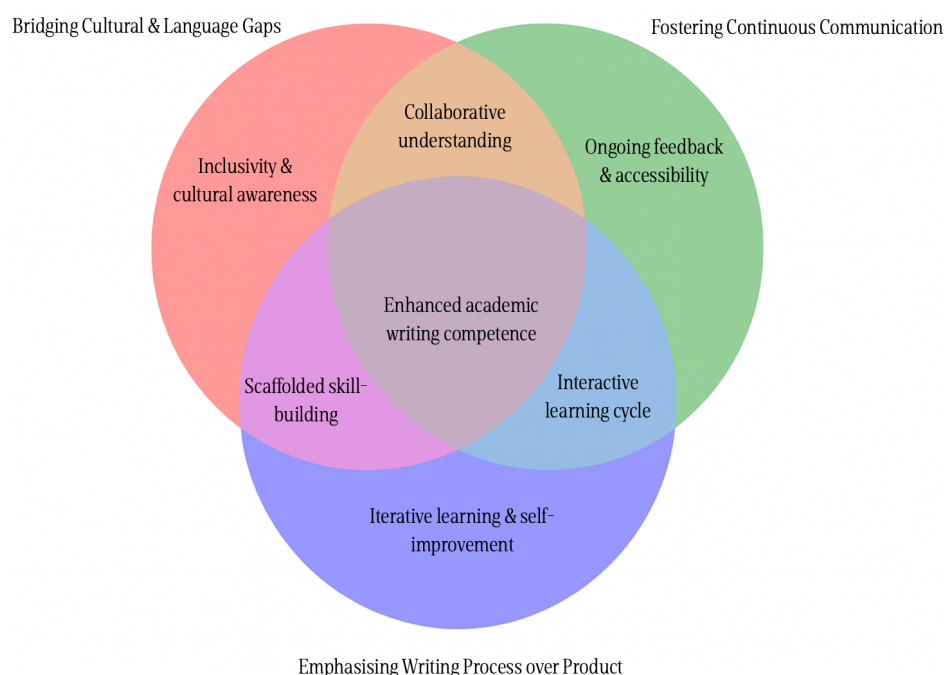 Bridging Cultural & Language Gaps
Fostering Continuous Communication
Collaborative
understanding
Ongoing feedback
& accessibility
Inclusivity &
cultural awareness
Enhanced academic
writing competence
Scaffolded skill-
building
Interactive
learning cycle
Iterative learning & self-
improvement
Emphasising Writing Process over Product